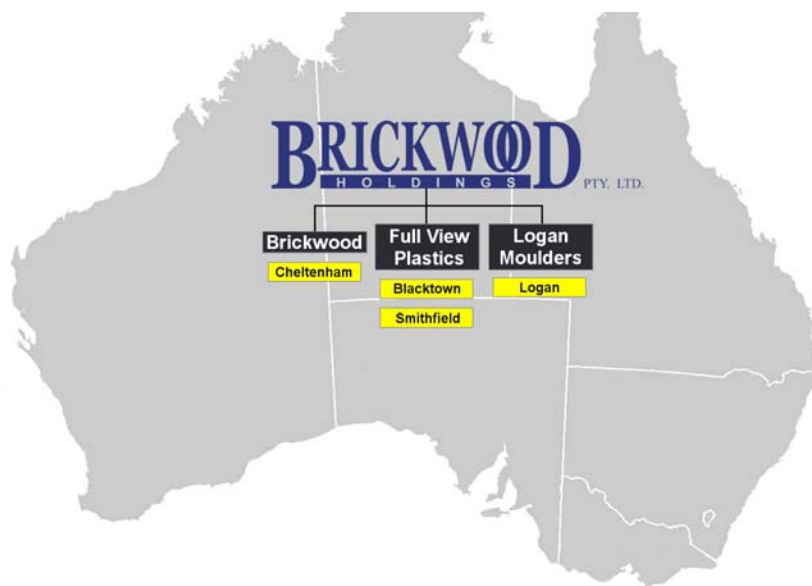 BRICKWOOD
HOLDINGS
PTY. LTD.
Brickwood
Cheltenham
Full View
Plastics
Blacktown
Smithfield
Logan
Moulders
Logan